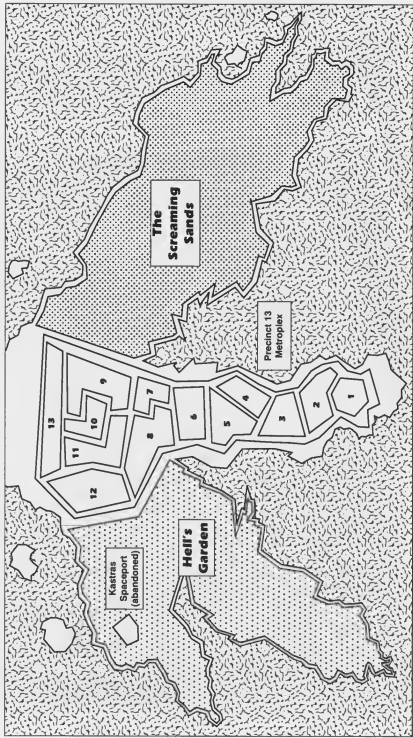 The
Screaming
Sands
Precinct 13
Metroplex
13
9
10
11
12
7
8
6
5
4
3
2
1
Kastras
Spaceport
(abandoned)
Hell's
Garden